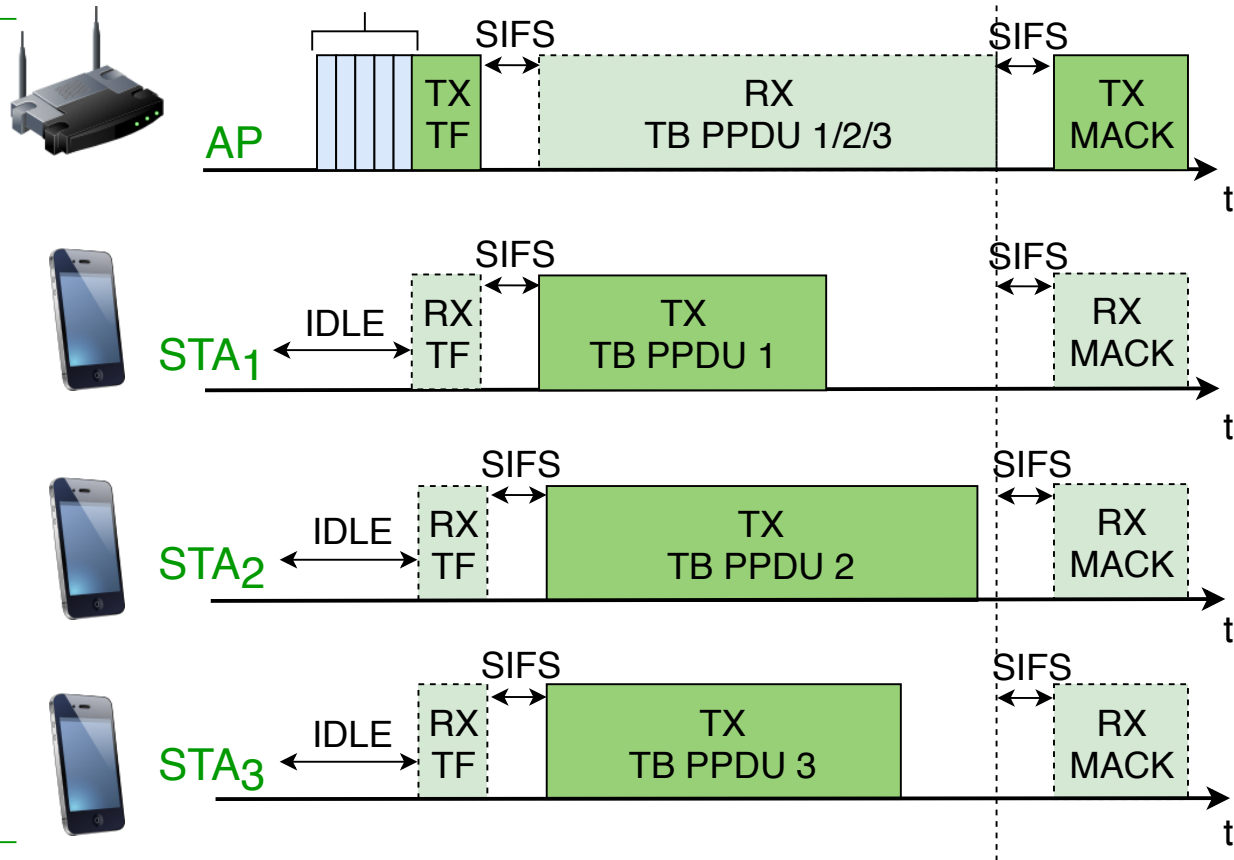 SIFS
SIFS
TX
TF
RX
TB PPDU 1/2/3
TX
MACK
AP
t
SIFS
SIFS
IDLE
RX
TF
TX
TB PPDU 1
RX
MACK
STA1
t
SIFS
SIFS
IDLE
RX
TF
TX
TB PPDU 2
RX
MACK
STA2
t
SIFS
SIFS
IDLE
RX
TF
TX
TB PPDU 3
RX
MACK
STA3
t